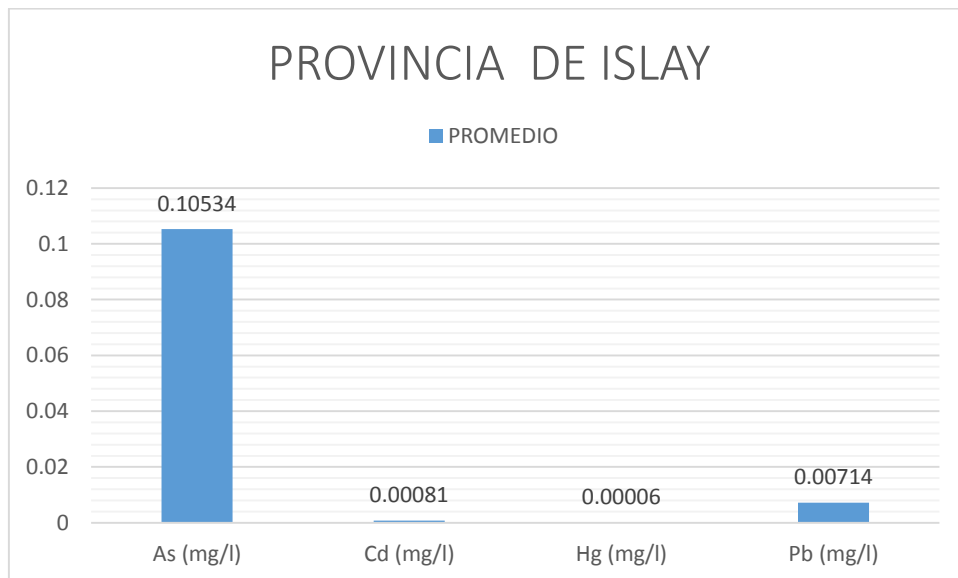 PROVINCIA DE ISLAY
PROMEDIO
0.12
0.1
0.08
0.06
0.04
0.02
0
0.10534
0.00081
0.00006
0.00714
As (mg/l)
Cd (mg/l)
Hg (mg/l)
Pb (mg/l)